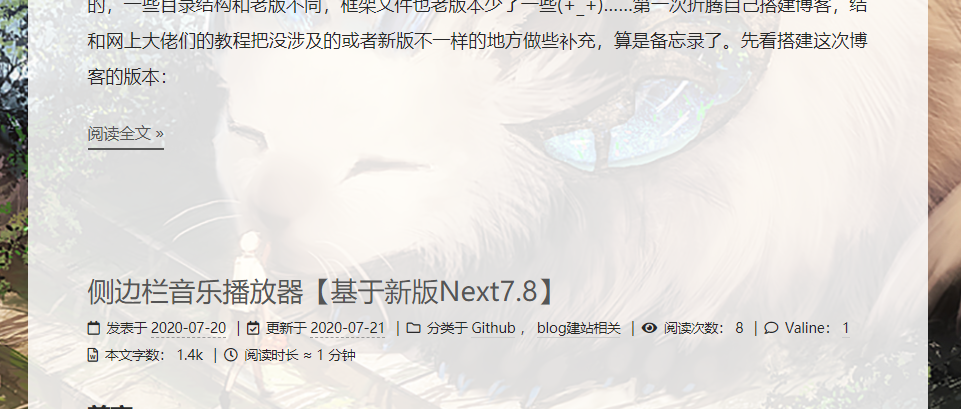 的，一些目录结构和老版不同，框架文件也老版本少了一些(+_+)……第一次折腾自己搭建博客，结
和网上大佬们的教程把没涉及的或者新版不一样的地方做些补充，算是备忘录了。先看搭建这次博
客的版本：
阅读全文 »
侧边栏音乐播放器【基于新版Next7.8】
发表于 2020-07-20 | 更新于 2020-07-21 | 分类于 Github ， blog建站相关 | 阅读次数： 8 | Valine： 1
本文字数： 1.4k | 阅读时长 ≈ 1 分钟